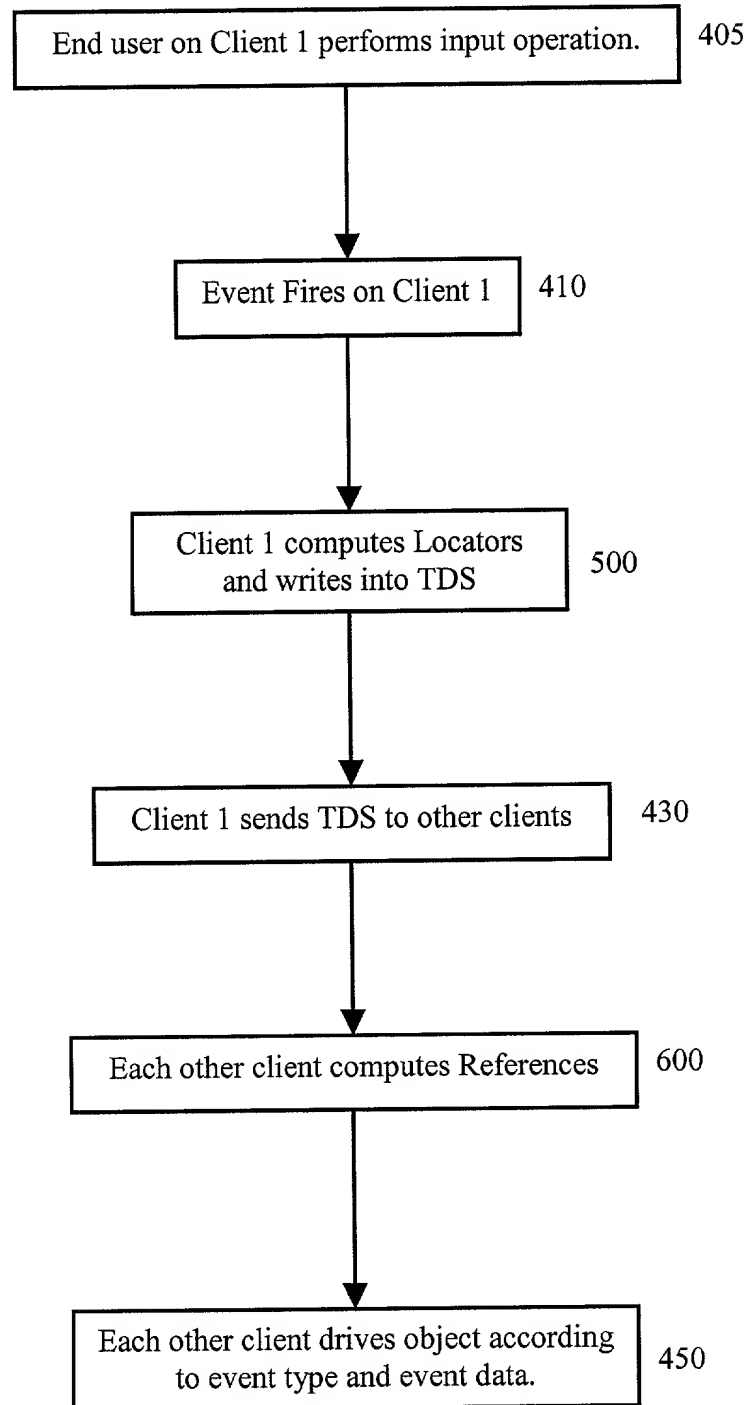 End user on Client 1 performs input operation.
405
Event Fires on Client 1
410
Client 1 computes Locators
and writes into TDS
500
Client 1 sends TDS to other clients
430
Each other client computes References
600
Each other client drives object according
to event type and event data.
450